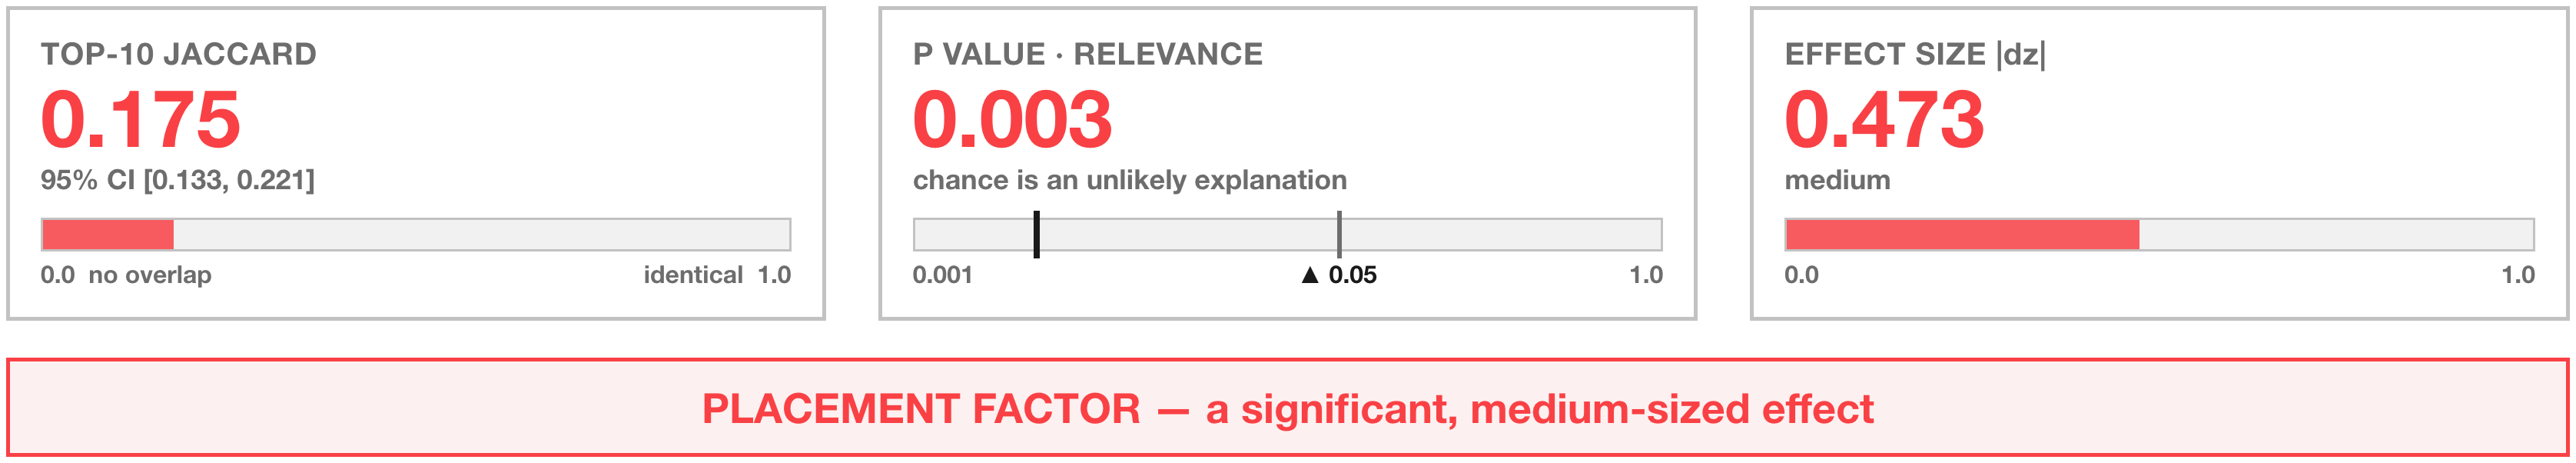 TOP-10 JACCARD
0.175
95% CI [0.133, 0.221]
0.0 no overlap identical 1.0
P VALUE · RELEVANCE
0.003
chance is an unlikely explanation
0.001 ▲ 0.05 1.0
EFFECT SIZE |dz|
0.473
medium
0.0 1.0
PLACEMENT FACTOR — a significant, medium-sized effect